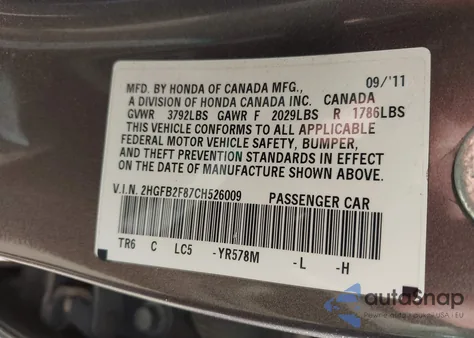 MFD. BY HONDA OF CANADA MFG., 09/'11
A DIVISION OF HONDA CANADA INC. CANADA
GVWR 3792LBS GAWR F 2029LBS R 1786LBS
THIS VEHICLE CONFORMS TO ALL APPLICABLE
FEDERAL MOTOR VEHICLE SAFETY, BUMPER,
AND THEFT PREVENTION STANDARDS IN EFFECT
ON THE DATE OF MANUFACTURE SHOWN ABOVE.
V.I.N. 2HGFB2F87CH526009 PASSENGER CAR
TR6 C LC5 -YR578M -L -H
autosnap